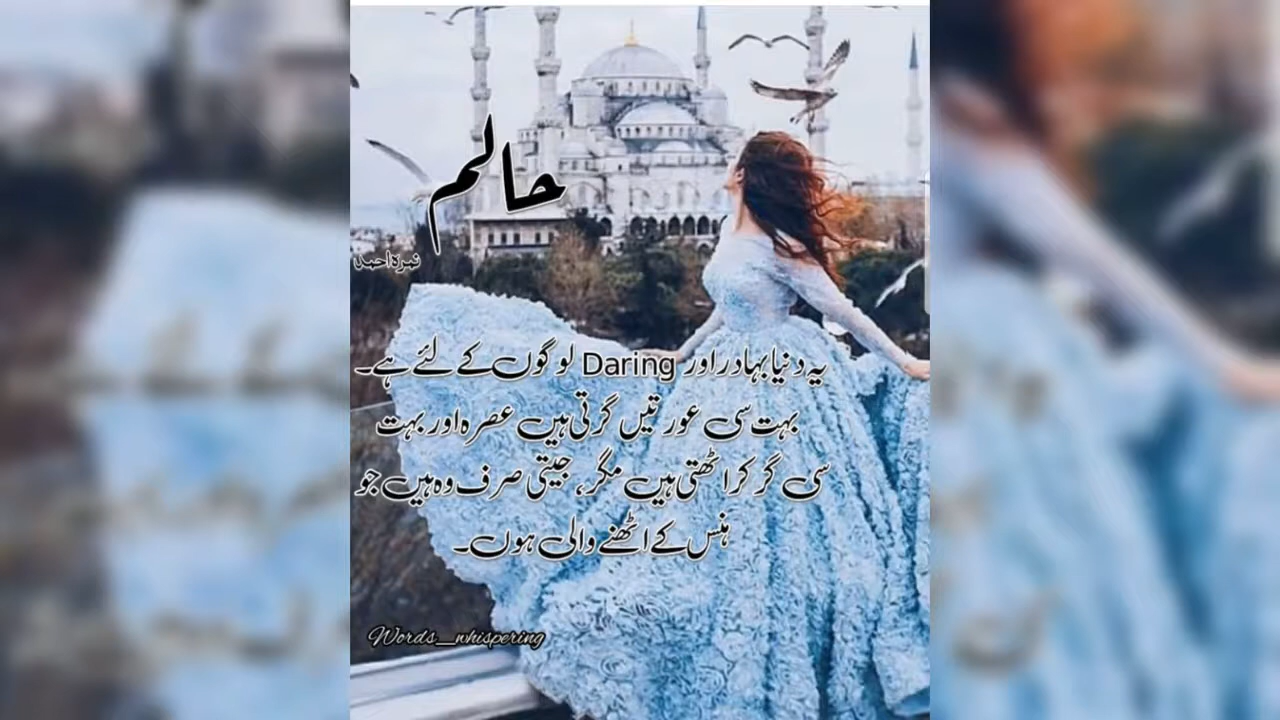 حالم
نمرہ احمد
یہ دنیا بہادر اور Daring لوگوں کے لئے ہے۔
بہت سی عورتیں گرتی ہیں عصرہ اور بہت
سی گر کر اٹھتی ہیں مگر، جیتی صرف وہ ہیں جو
ہنس کے اٹھنے والی ہوں۔
Words_whispering